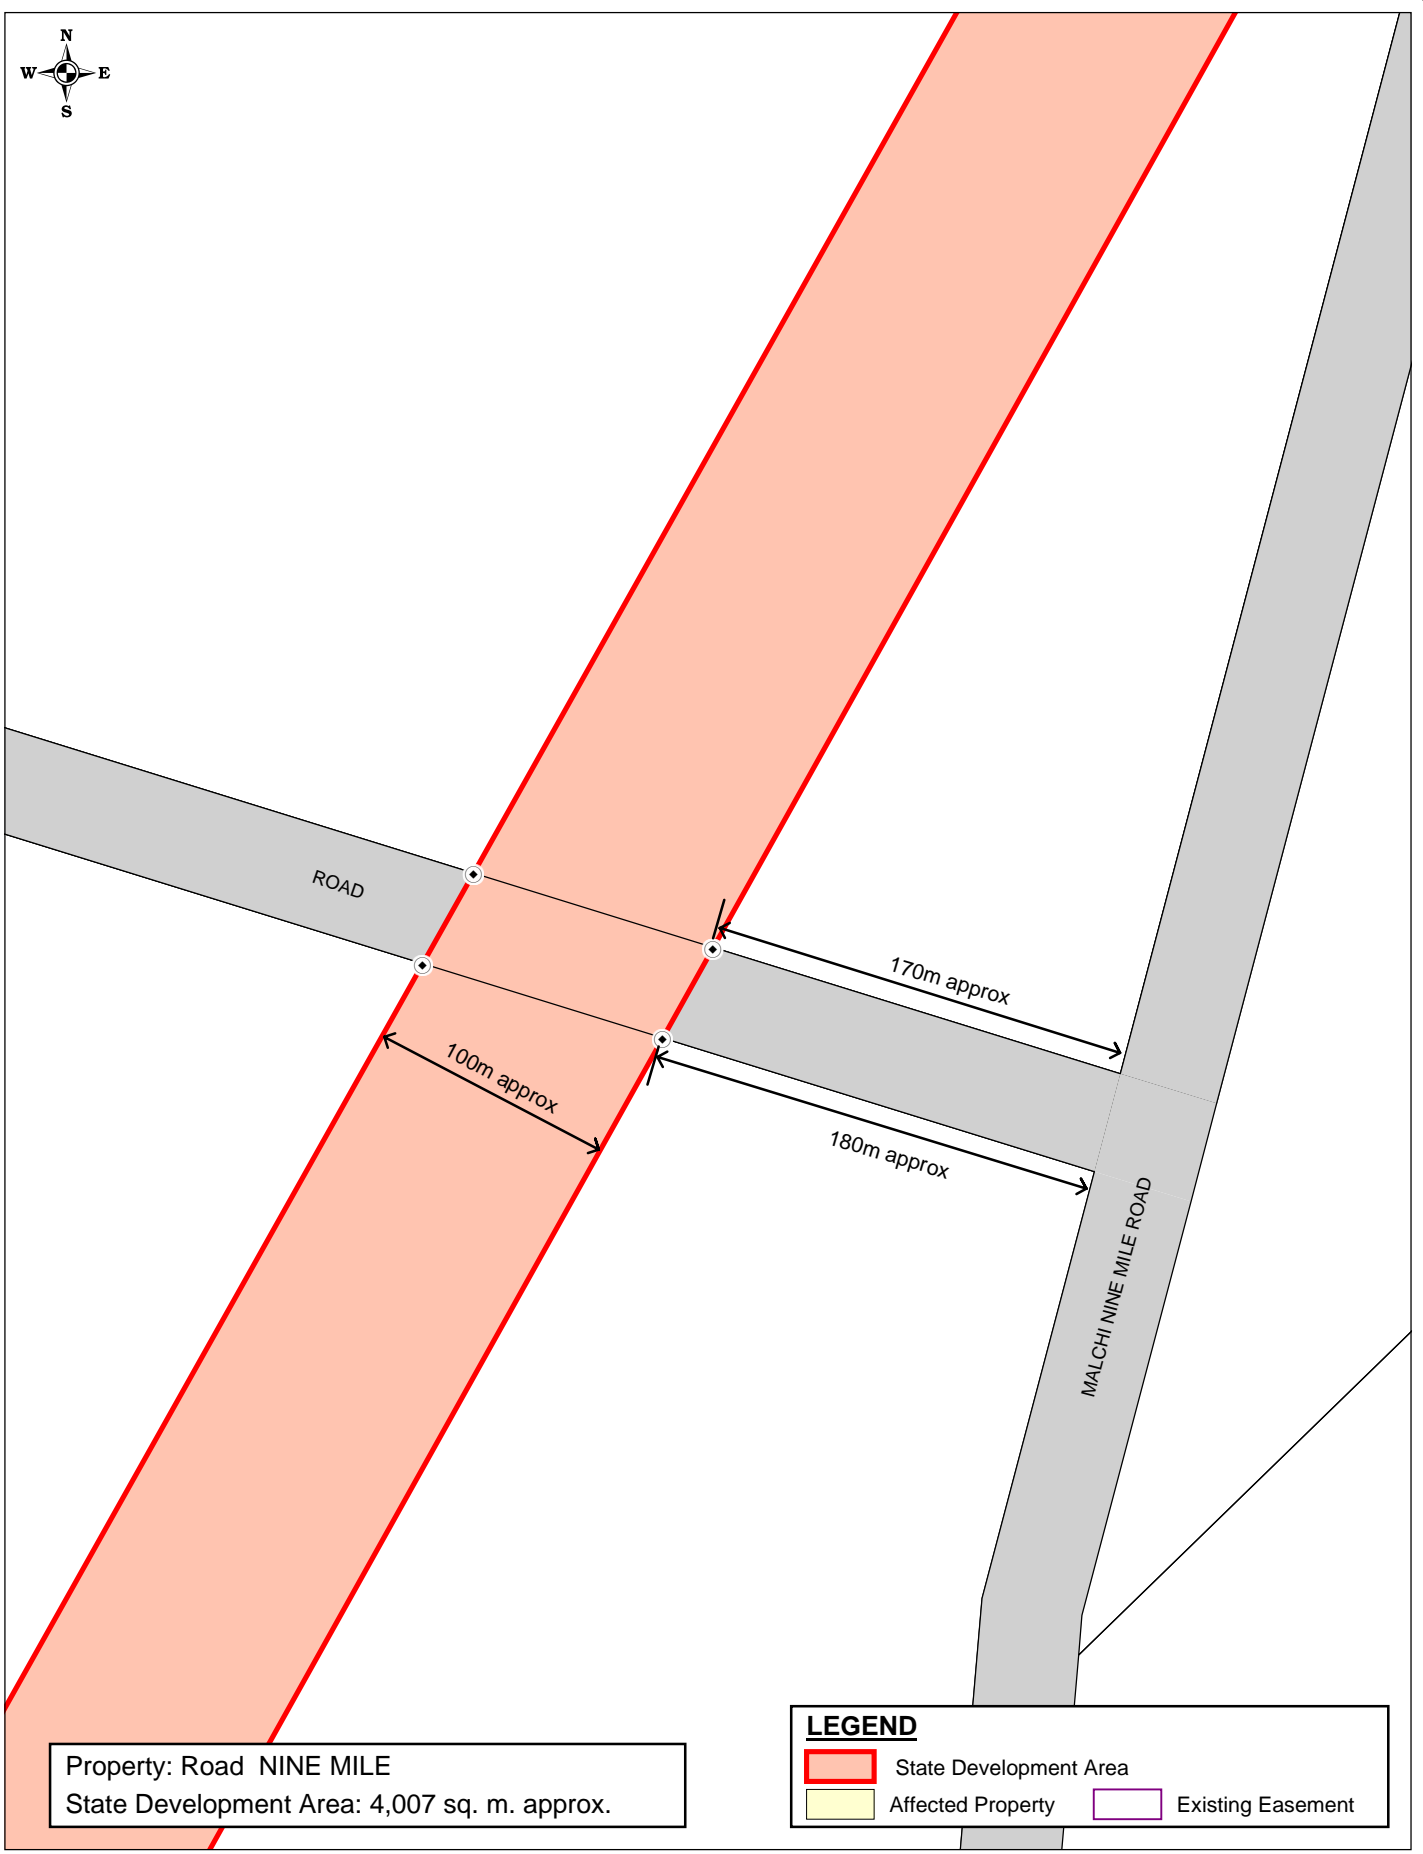 N
W E
S
ROAD
170m approx
100m approx
180m approx
MALCHI NINE MILE ROAD
Property: Road  NINE MILE
State Development Area: 4,007 sq. m. approx.
LEGEND
State Development Area
Affected Property
Existing Easement